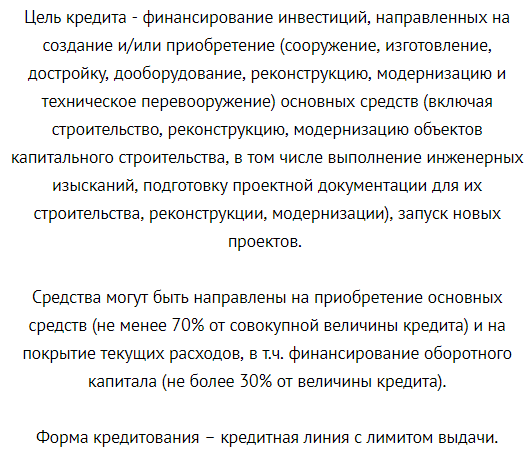 Цель кредита - финансирование инвестиций, направленных на
создание и/или приобретение (сооружение, изготовление,
достройку, дооборудование, реконструкцию, модернизацию и
техническое перевооружение) основных средств (включая
строительство, реконструкцию, модернизацию объектов
капитального строительства, в том числе выполнение инженерных
изысканий, подготовку проектной документации для их
строительства, реконструкции, модернизации), запуск новых
проектов.
Средства могут быть направлены на приобретение основных
средств (не менее 70% от совокупной величины кредита) и на
покрытие текущих расходов, в т.ч. финансирование оборотного
капитала (не более 30% от величины кредита).
Форма кредитования – кредитная линия с лимитом выдачи.